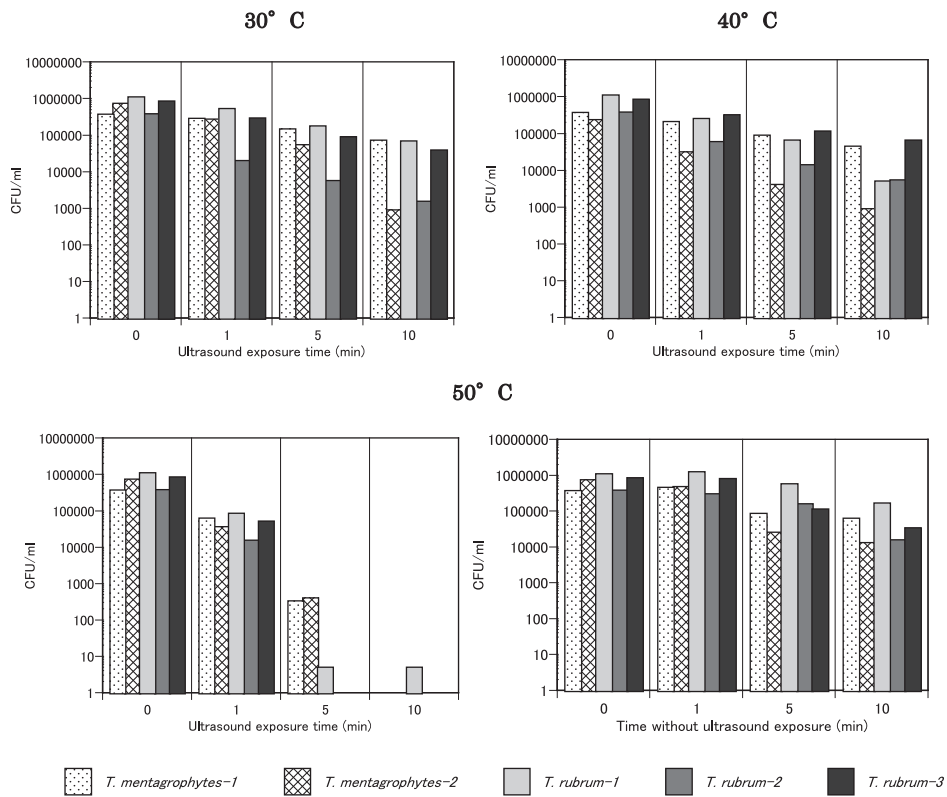 30° C
40° C
10000000
1000000
100000
10000
1000
100
10
1
CFU/ml
0 1 5 10
Ultrasound exposure time (min)
10000000
1000000
100000
10000
1000
100
10
1
CFU/ml
0 1 5 10
Ultrasound exposure time (min)
50° C
10000000
1000000
100000
10000
1000
100
10
1
CFU/ml
0 1 5 10
Ultrasound exposure time (min)
10000000
1000000
100000
10000
1000
100
10
1
CFU/ml
0 1 5 10
Time without ultrasound exposure (min)
T. mentagrophytes-1 T. mentagrophytes-2 T. rubrum-1 T. rubrum-2 T. rubrum-3